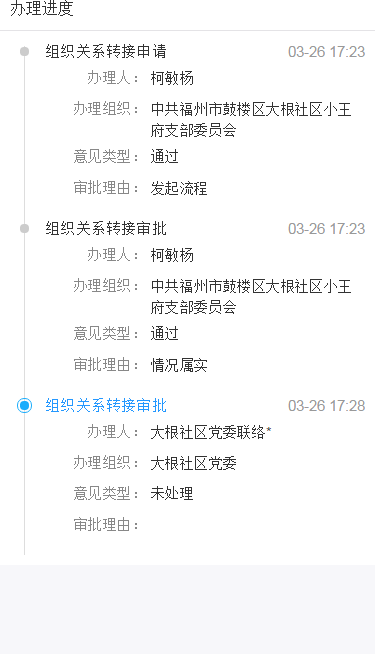 办理进度
组织关系转接申请 03-26 17:23
办理人： 柯敏杨
办理组织： 中共福州市鼓楼区大根社区小王
府支部委员会
意见类型： 通过
审批理由： 发起流程
组织关系转接审批 03-26 17:23
办理人： 柯敏杨
办理组织： 中共福州市鼓楼区大根社区小王
府支部委员会
意见类型： 通过
审批理由： 情况属实
组织关系转接审批 03-26 17:28
办理人： 大根社区党委联络*
办理组织： 大根社区党委
意见类型： 未处理
审批理由：